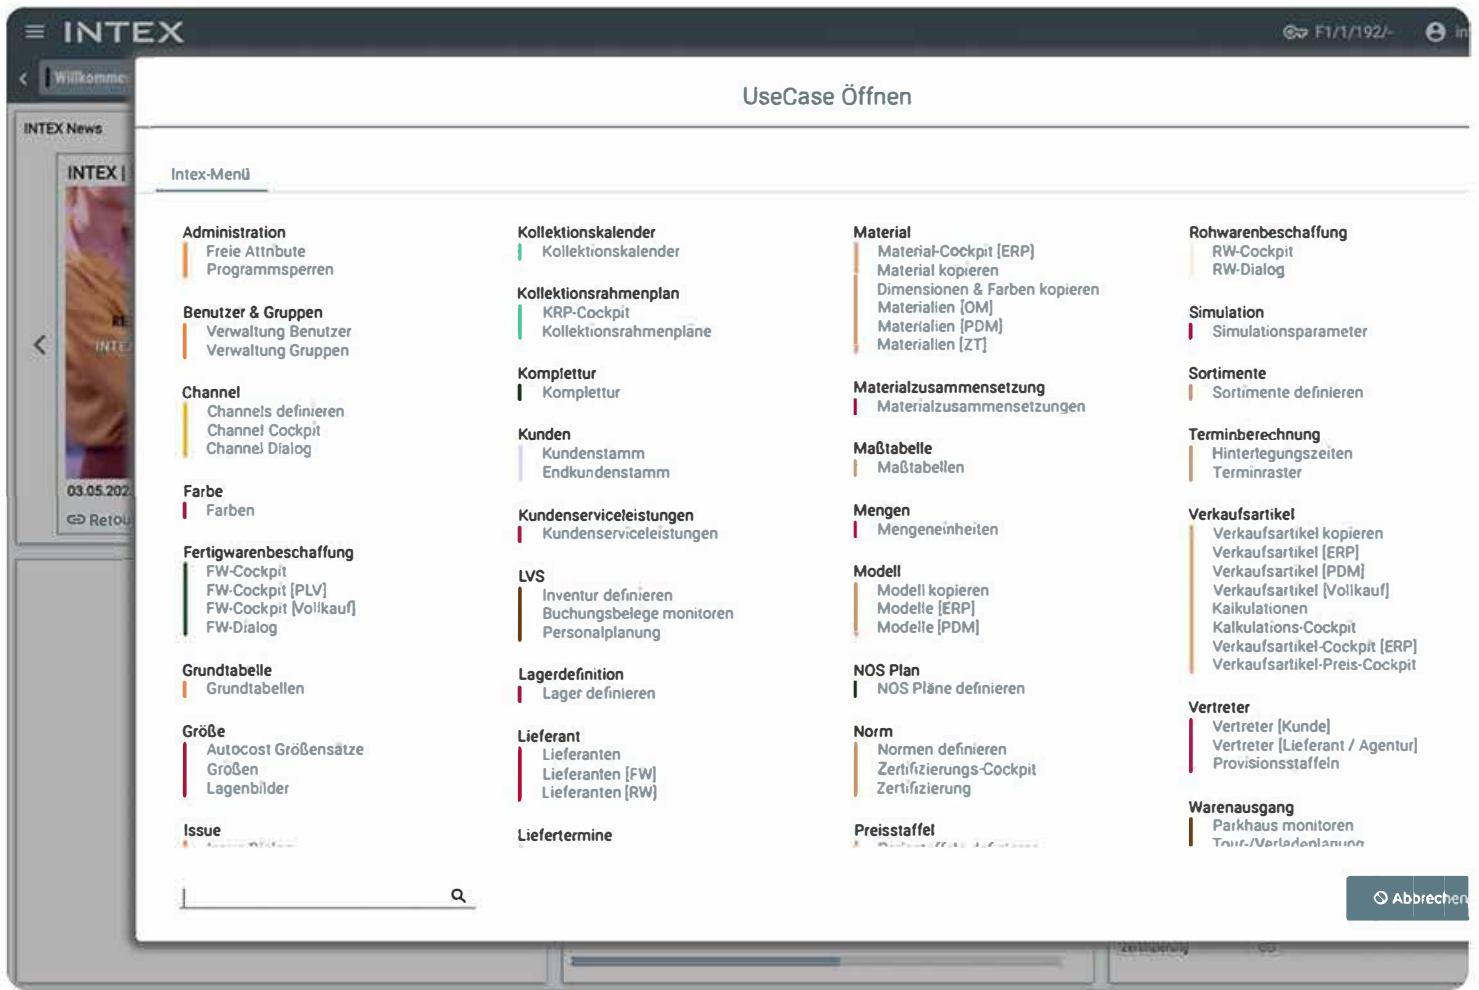 INTEX
F1/1/192/-
Willkomme
UseCase Öffnen
INTEX News
INTEX |
03.05.202
Retou
Intex-Menü
Administration
Freie Attribute
Programmsperren
Benutzer & Gruppen
Verwaltung Benutzer
Verwaltung Gruppen
Channel
Channels definieren
Channel Cockpit
Channel Dialog
Farbe
Farben
Fertigwarenbeschaffung
FW-Cockpit
FW-Cockpit [PLV]
FW-Cockpit [Vollkauf]
FW-Dialog
Grundtabelle
Grundtabellen
Größe
Autocost Größensätze
Größen
Lagenbilder
Issue
Kollektionskalender
Kollektionskalender
Kollektionsrahmenplan
KRP-Cockpit
Kollektionsrahmenpläne
Komplettur
Komplettur
Kunden
Kundenstamm
Endkundenstamm
Kundenserviceleistungen
Kundenserviceleistungen
LVS
Inventur definieren
Buchungsbelege monitoren
Personalplanung
Lagerdefinition
Lager definieren
Lieferant
Lieferanten
Lieferanten [FW]
Lieferanten [RW]
Liefertermine
Material
Material-Cockpit [ERP]
Material kopieren
Dimensionen & Farben kopieren
Materialien [OM]
Materialien [PDM]
Materialien [ZT]
Materialzusammensetzung
Materialzusammensetzungen
Maßtabelle
Maßtabellen
Mengen
Mengeneinheiten
Modell
Modell kopieren
Modelle [ERP]
Modelle [PDM]
NOS Plan
NOS Pläne definieren
Norm
Normen definieren
Zertifizierungs-Cockpit
Zertifizierung
Preisstaffel
Rohwarenbeschaffung
RW-Cockpit
RW-Dialog
Simulation
Simulationsparameter
Sortimente
Sortimente definieren
Terminberechnung
Hinterlegungszeiten
Terminraster
Verkaufsartikel
Verkaufsartikel kopieren
Verkaufsartikel [ERP]
Verkaufsartikel [PDM]
Verkaufsartikel [Vollkauf]
Kalkulationen
Kalkulations-Cockpit
Verkaufsartikel-Cockpit [ERP]
Verkaufsartikel-Preis-Cockpit
Vertreter
Vertreter [Kunde]
Vertreter [Lieferant / Agentur]
Provisionsstaffeln
Warenausgang
Parkhaus monitoren
Tour-/Verladeplanung
Abbrechen